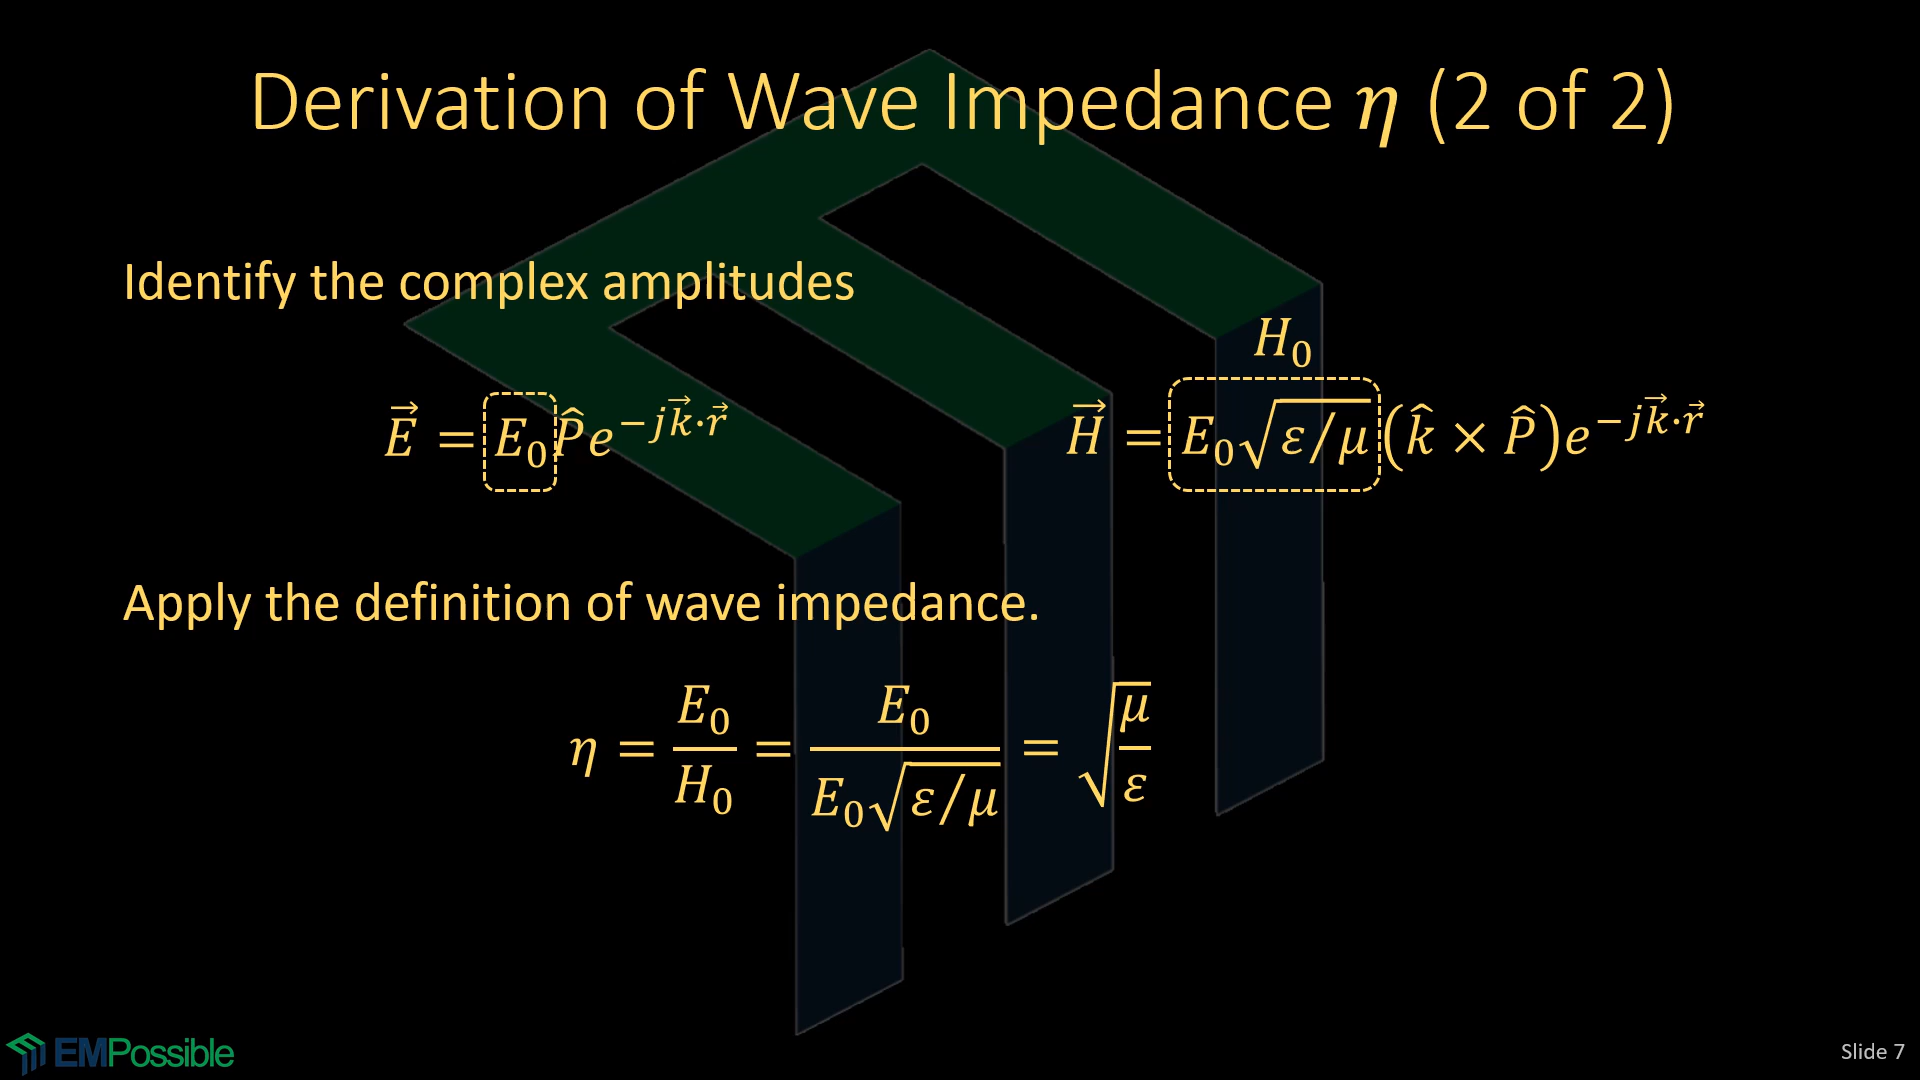 Derivation of Wave Impedance η (2 of 2)
Identify the complex amplitudes
H₀
E⃗ = E₀P̂e^{−jk⃗·r⃗}
H⃗ = E₀√(ε/μ)(k̂ × P̂)e^{−jk⃗·r⃗}
Apply the definition of wave impedance.
η = E₀/H₀ = E₀/(E₀√(ε/μ)) = √(μ/ε)
EMPossible
Slide 7